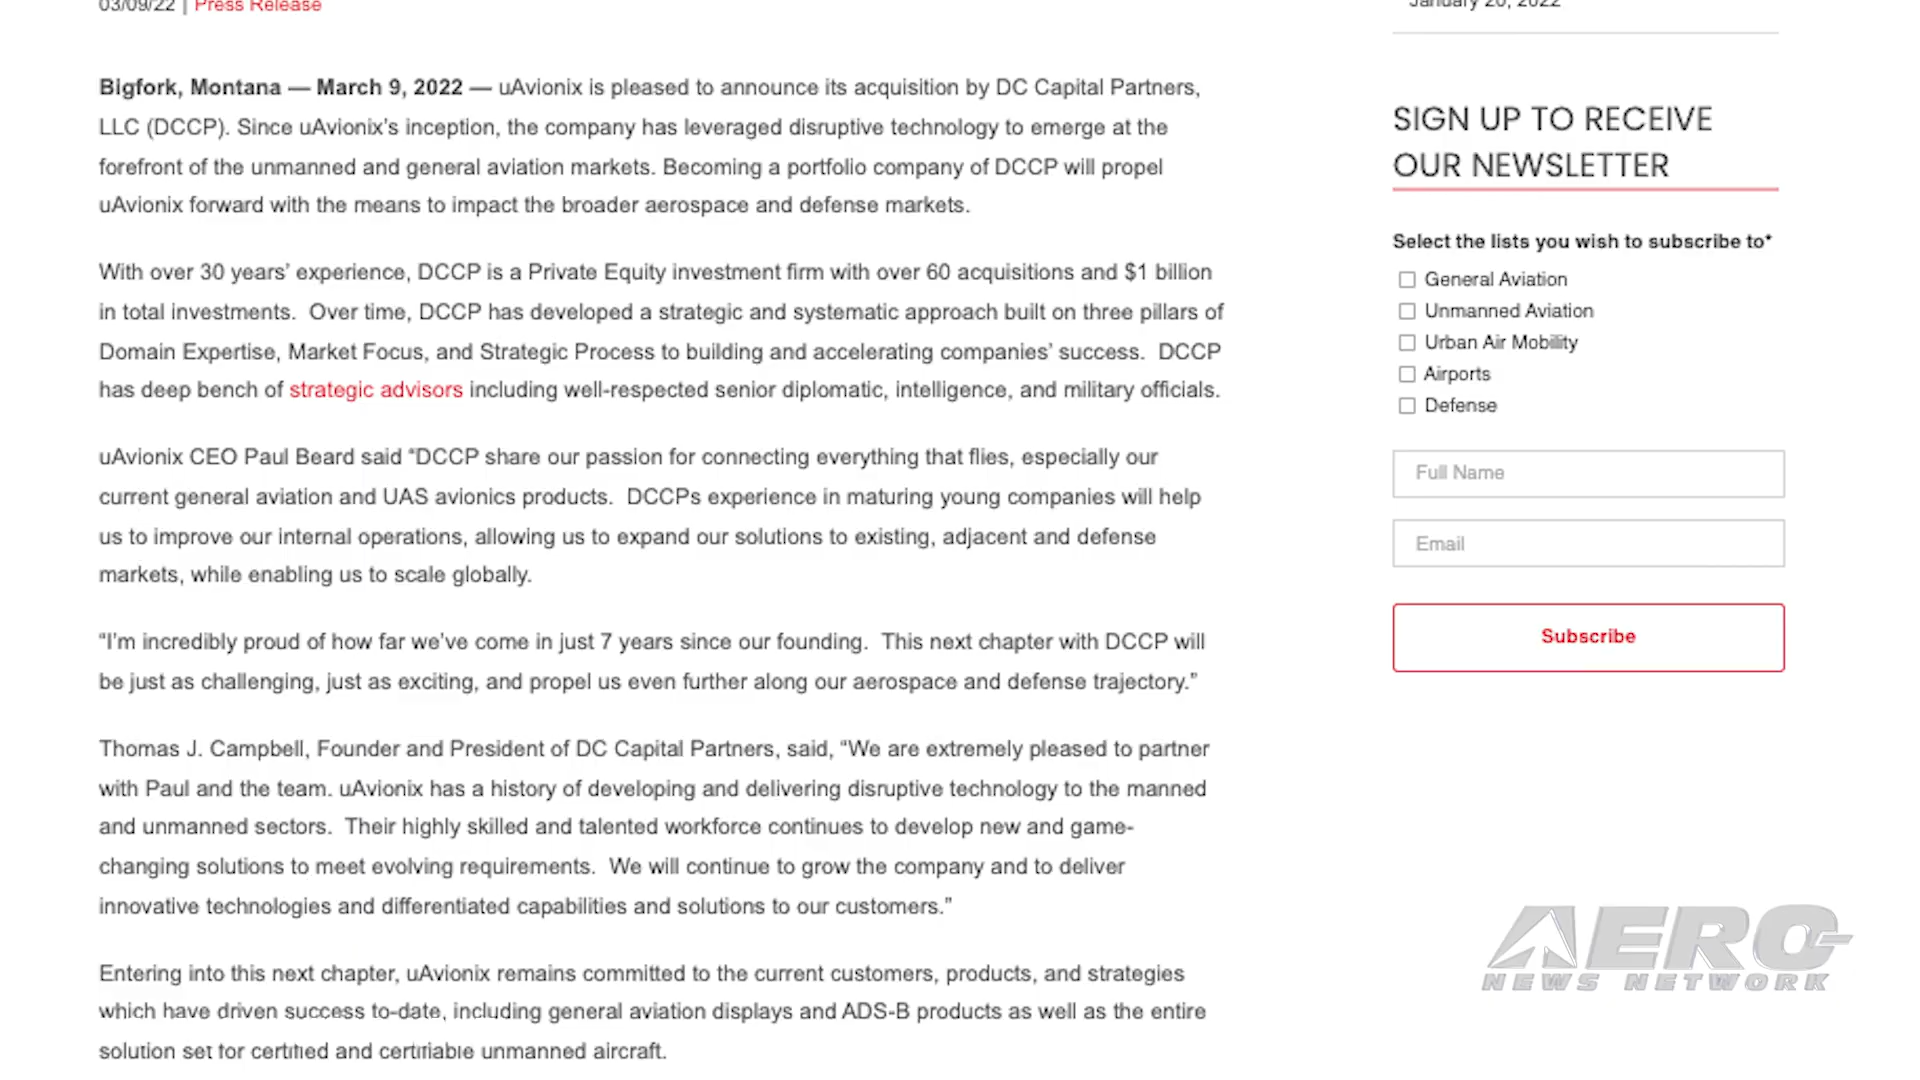 03/09/22 | Press Release
Bigfork, Montana — March 9, 2022 — uAvionix is pleased to announce its acquisition by DC Capital Partners,
LLC (DCCP). Since uAvionix’s inception, the company has leveraged disruptive technology to emerge at the
forefront of the unmanned and general aviation markets. Becoming a portfolio company of DCCP will propel
uAvionix forward with the means to impact the broader aerospace and defense markets.
With over 30 years’ experience, DCCP is a Private Equity investment firm with over 60 acquisitions and $1 billion
in total investments.  Over time, DCCP has developed a strategic and systematic approach built on three pillars of
Domain Expertise, Market Focus, and Strategic Process to building and accelerating companies’ success.  DCCP
has deep bench of strategic advisors including well-respected senior diplomatic, intelligence, and military officials.
uAvionix CEO Paul Beard said “DCCP share our passion for connecting everything that flies, especially our
current general aviation and UAS avionics products.  DCCPs experience in maturing young companies will help
us to improve our internal operations, allowing us to expand our solutions to existing, adjacent and defense
markets, while enabling us to scale globally.
“I’m incredibly proud of how far we’ve come in just 7 years since our founding.  This next chapter with DCCP will
be just as challenging, just as exciting, and propel us even further along our aerospace and defense trajectory.”
Thomas J. Campbell, Founder and President of DC Capital Partners, said, “We are extremely pleased to partner
with Paul and the team. uAvionix has a history of developing and delivering disruptive technology to the manned
and unmanned sectors.  Their highly skilled and talented workforce continues to develop new and game-
changing solutions to meet evolving requirements.  We will continue to grow the company and to deliver
innovative technologies and differentiated capabilities and solutions to our customers.”
Entering into this next chapter, uAvionix remains committed to the current customers, products, and strategies
which have driven success to-date, including general aviation displays and ADS-B products as well as the entire
solution set for certified and certifiable unmanned aircraft.
January 20, 2022
SIGN UP TO RECEIVE
OUR NEWSLETTER
Select the lists you wish to subscribe to*
General Aviation
Unmanned Aviation
Urban Air Mobility
Airports
Defense
Full Name
Email
Subscribe
AERO-
NEWS NETWORK